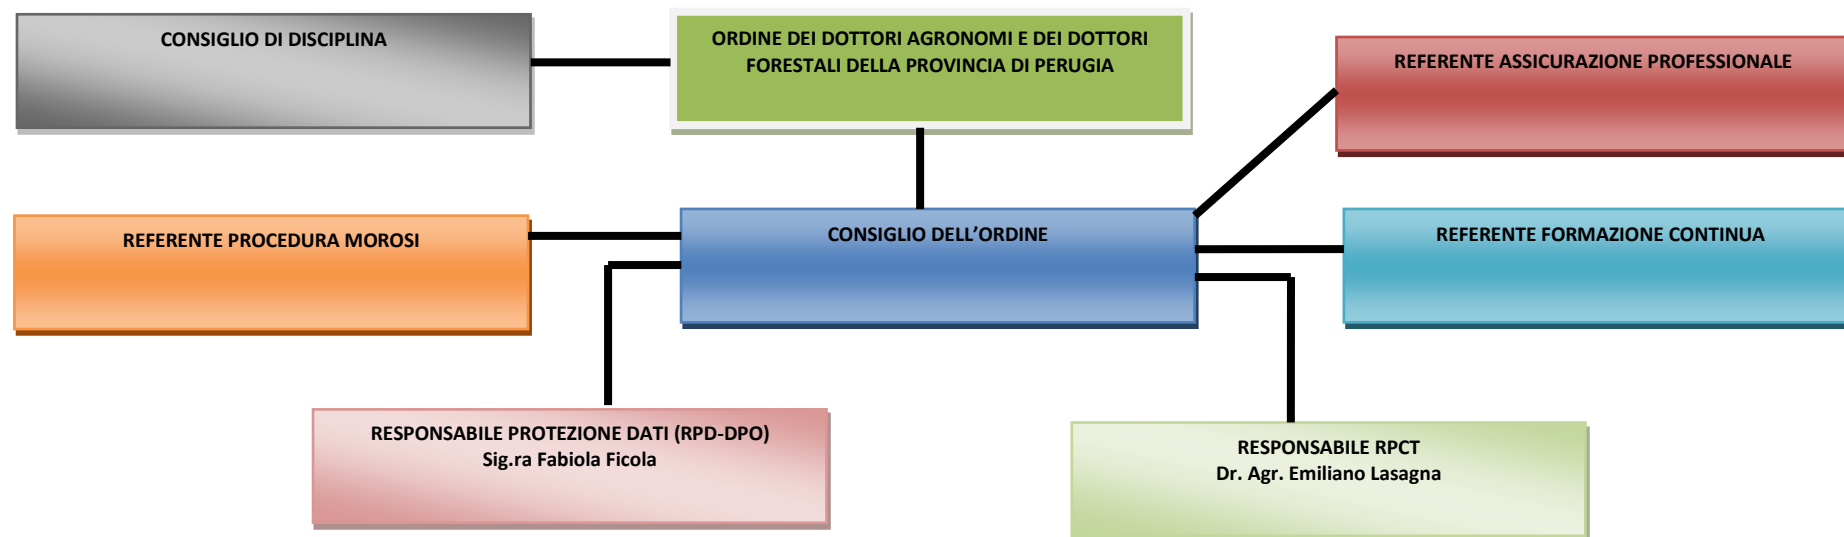 CONSIGLIO DI DISCIPLINA
ORDINE DEI DOTTORI AGRONOMI E DEI DOTTORI
FORESTALI DELLA PROVINCIA DI PERUGIA
REFERENTE ASSICURAZIONE PROFESSIONALE
REFERENTE PROCEDURA MOROSI
CONSIGLIO DELL’ORDINE
REFERENTE FORMAZIONE CONTINUA
RESPONSABILE PROTEZIONE DATI (RPD-DPO)
Sig.ra Fabiola Ficola
RESPONSABILE RPCT
Dr. Agr. Emiliano Lasagna